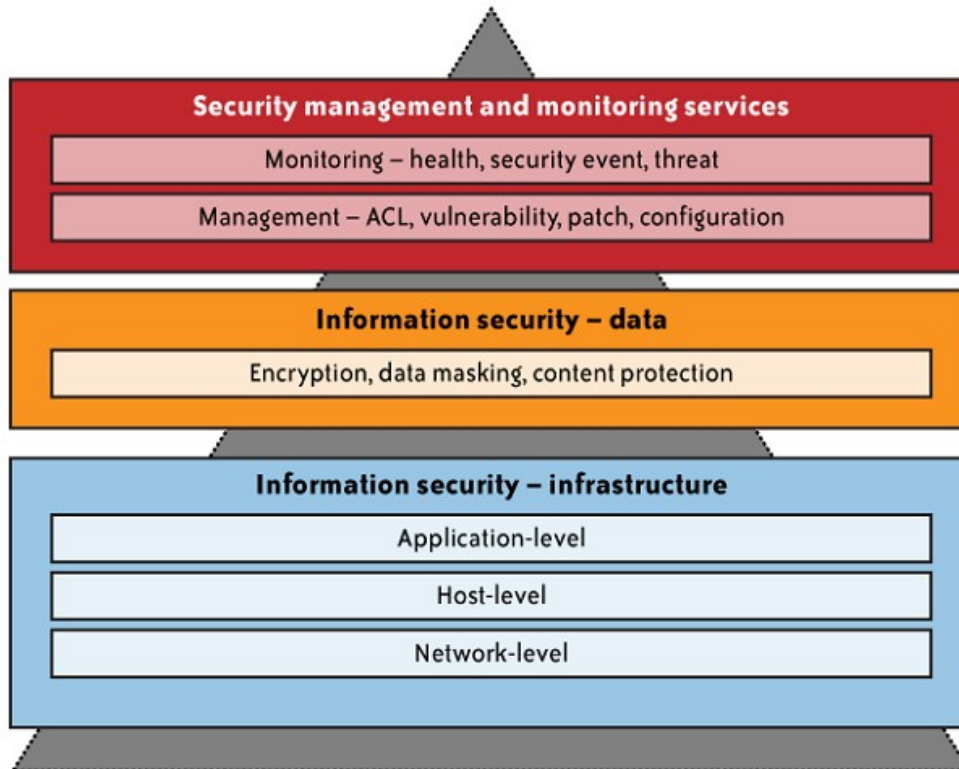 Security management and monitoring services
Monitoring – health, security event, threat
Management – ACL, vulnerability, patch, configuration
Information security – data
Encryption, data masking, content protection
Information security – infrastructure
Application-level
Host-level
Network-level